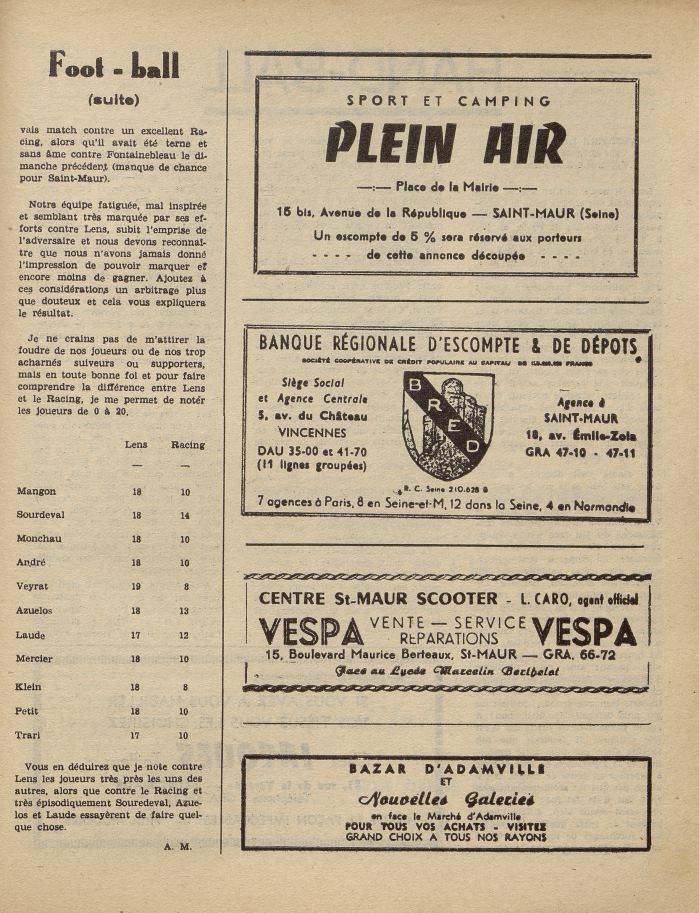 Foot - ball
(suite)
vais match contre un excellent Ra-
cing, alors qu'il avait été terne et
sans âme contre Fontainebleau le di-
manche précédent (manque de chance
pour Saint-Maur).
Notre équipe fatiguée, mal inspirée
et semblant très marquée par ses ef-
forts contre Lens, subit l'emprise de
l'adversaire et nous devons reconnaî-
tre que nous n'avons jamais donné
l'impression de pouvoir marquer et
encore moins de gagner. Ajoutez à
ces considérations un arbitrage plus
que douteux et cela vous expliquera
le résultat.
Je ne crains pas de m'attirer la
foudre de nos joueurs ou de nos trop
acharnés suiveurs ou supporters,
mais en toute bonne foi et pour faire
comprendre la différence entre Lens
et le Racing, je me permet de notér
les joueurs de 0 à 20.
Lens Racing
— —
Mangon 18 10
Sourdeval 18 14
Monchau 18 10
André 18 10
Veyrat 19 8
Azuelos 18 13
Laude 17 12
Mercier 18 10
Klein 18 8
Petit 18 10
Trari 17 10
Vous en déduirez que je note contre
Lens les joueurs très près les uns des
autres, alors que contre le Racing et
très épisodiquement Souredeval, Azue-
los et Laude essayèrent de faire quel-
que chose.
A. M.
SPORT ET CAMPING
PLEIN AIR
—:— Place de la Mairie —:—
15 bis, Avenue de la République — SAINT-MAUR (Seine)
Un escompte de 5 % sera réservé aux porteurs
- - - - de cette annonce découpée - - - -
BANQUE RÉGIONALE D'ESCOMPTE & DE DÉPOTS
SOCIÉTÉ COOPÉRATIVE DE CRÉDIT POPULAIRE AU CAPITAL DE FRANCS
Siège Social
et Agence Centrale
5, av. du Château
VINCENNES
DAU 35-00 et 41-70
(11 lignes groupées)
BRED
Agence à
SAINT-MAUR
18, av. Émile-Zola
GRA 47-10 - 47-11
R. C. Seine 210.628 B
7 agences à Paris, 8 en Seine-et-M, 12 dans la Seine, 4 en Normandie
CENTRE St-MAUR SCOOTER - L. CARO, agent officiel
VESPA VENTE — SERVICE VESPA
REPARATIONS
15, Boulevard Maurice Berteaux, St-MAUR — GRA. 66-72
Face au Lycée Marcelin Berthelot
BAZAR D'ADAMVILLE
ET
Nouvelles Galeries
en face le Marché d'Adamville
POUR TOUS VOS ACHATS - VISITEZ
GRAND CHOIX A TOUS NOS RAYONS